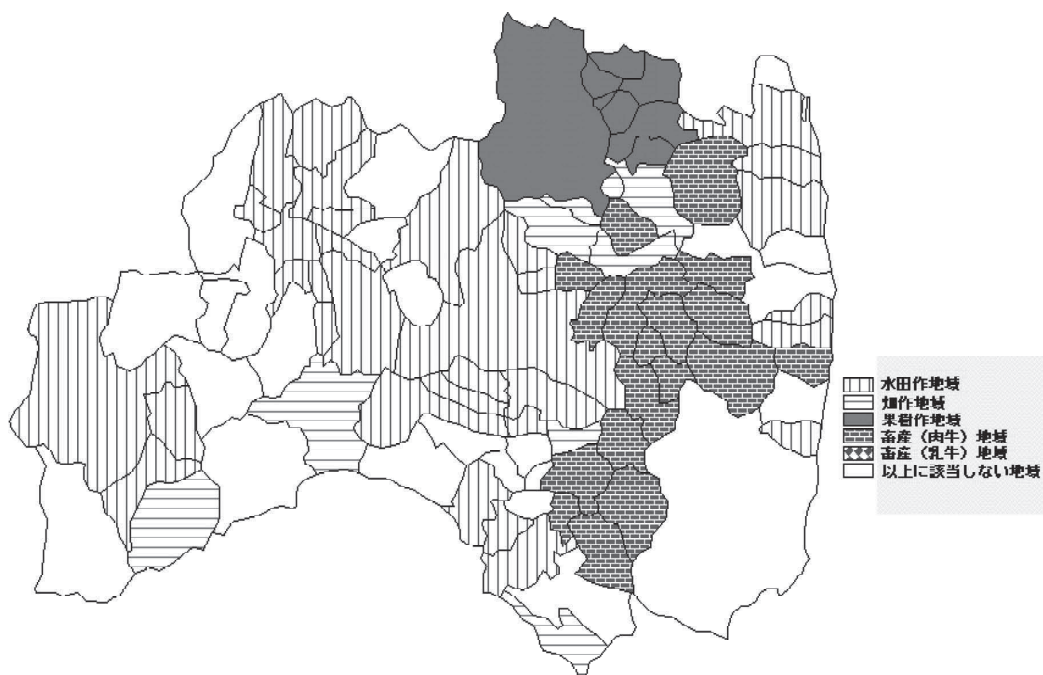 水田作地域
畑作地域
果樹作地域
畜産（肉牛）地域
畜産（乳牛）地域
以上に該当しない地域